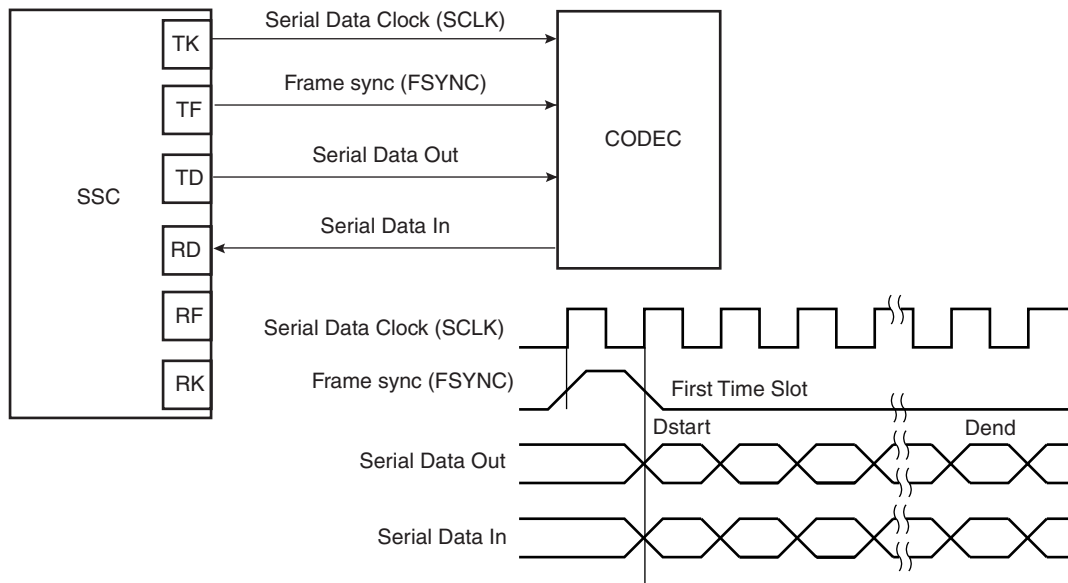 SSC
TK
TF
TD
RD
RF
RK
Serial Data Clock (SCLK)
Frame sync (FSYNC)
Serial Data Out
Serial Data In
CODEC
Serial Data Clock (SCLK)
Frame sync (FSYNC)
First Time Slot
Dstart
Dend
Serial Data Out
Serial Data In